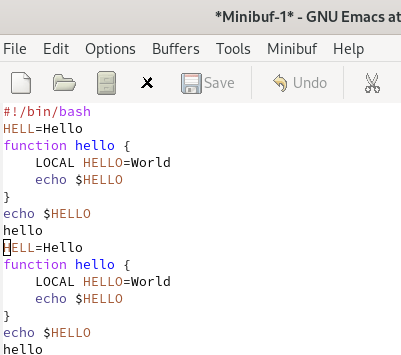 *Minibuf-1* - GNU Emacs at
File Edit Options Buffers Tools Minibuf Help
Save Undo
#!/bin/bash
HELL=Hello
function hello {
    LOCAL HELLO=World
    echo $HELLO
}
echo $HELLO
hello
HELL=Hello
function hello {
    LOCAL HELLO=World
    echo $HELLO
}
echo $HELLO
hello